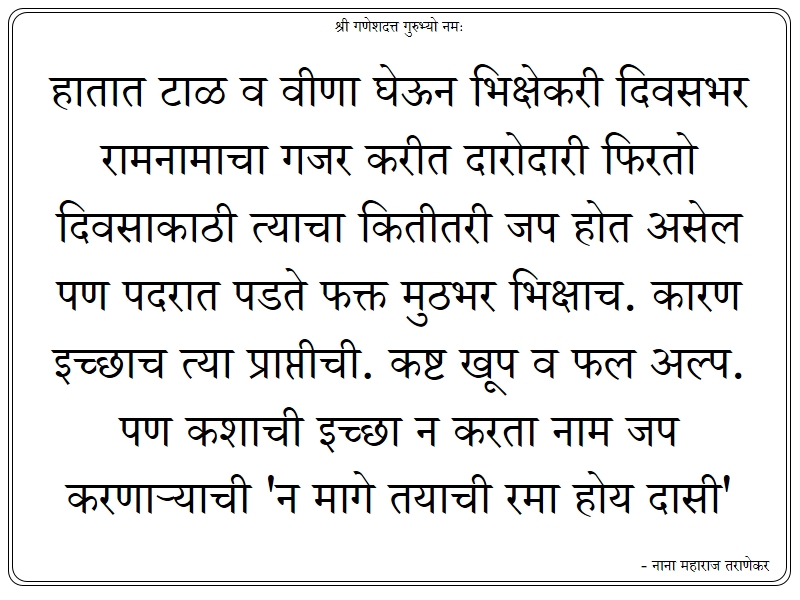 श्री गणेशदत्त गुरुभ्यो नमः
हातात टाळ व वीणा घेऊन भिक्षेकरी दिवसभर
रामनामाचा गजर करीत दारोदारी फिरतो
दिवसाकाठी त्याचा कितीतरी जप होत असेल
पण पदरात पडते फक्त मुठभर भिक्षाच. कारण
इच्छाच त्या प्राप्तीची. कष्ट खूप व फल अल्प.
पण कशाची इच्छा न करता नाम जप
करणाऱ्याची 'न मागे तयाची रमा होय दासी'
- नाना महाराज तराणेकर